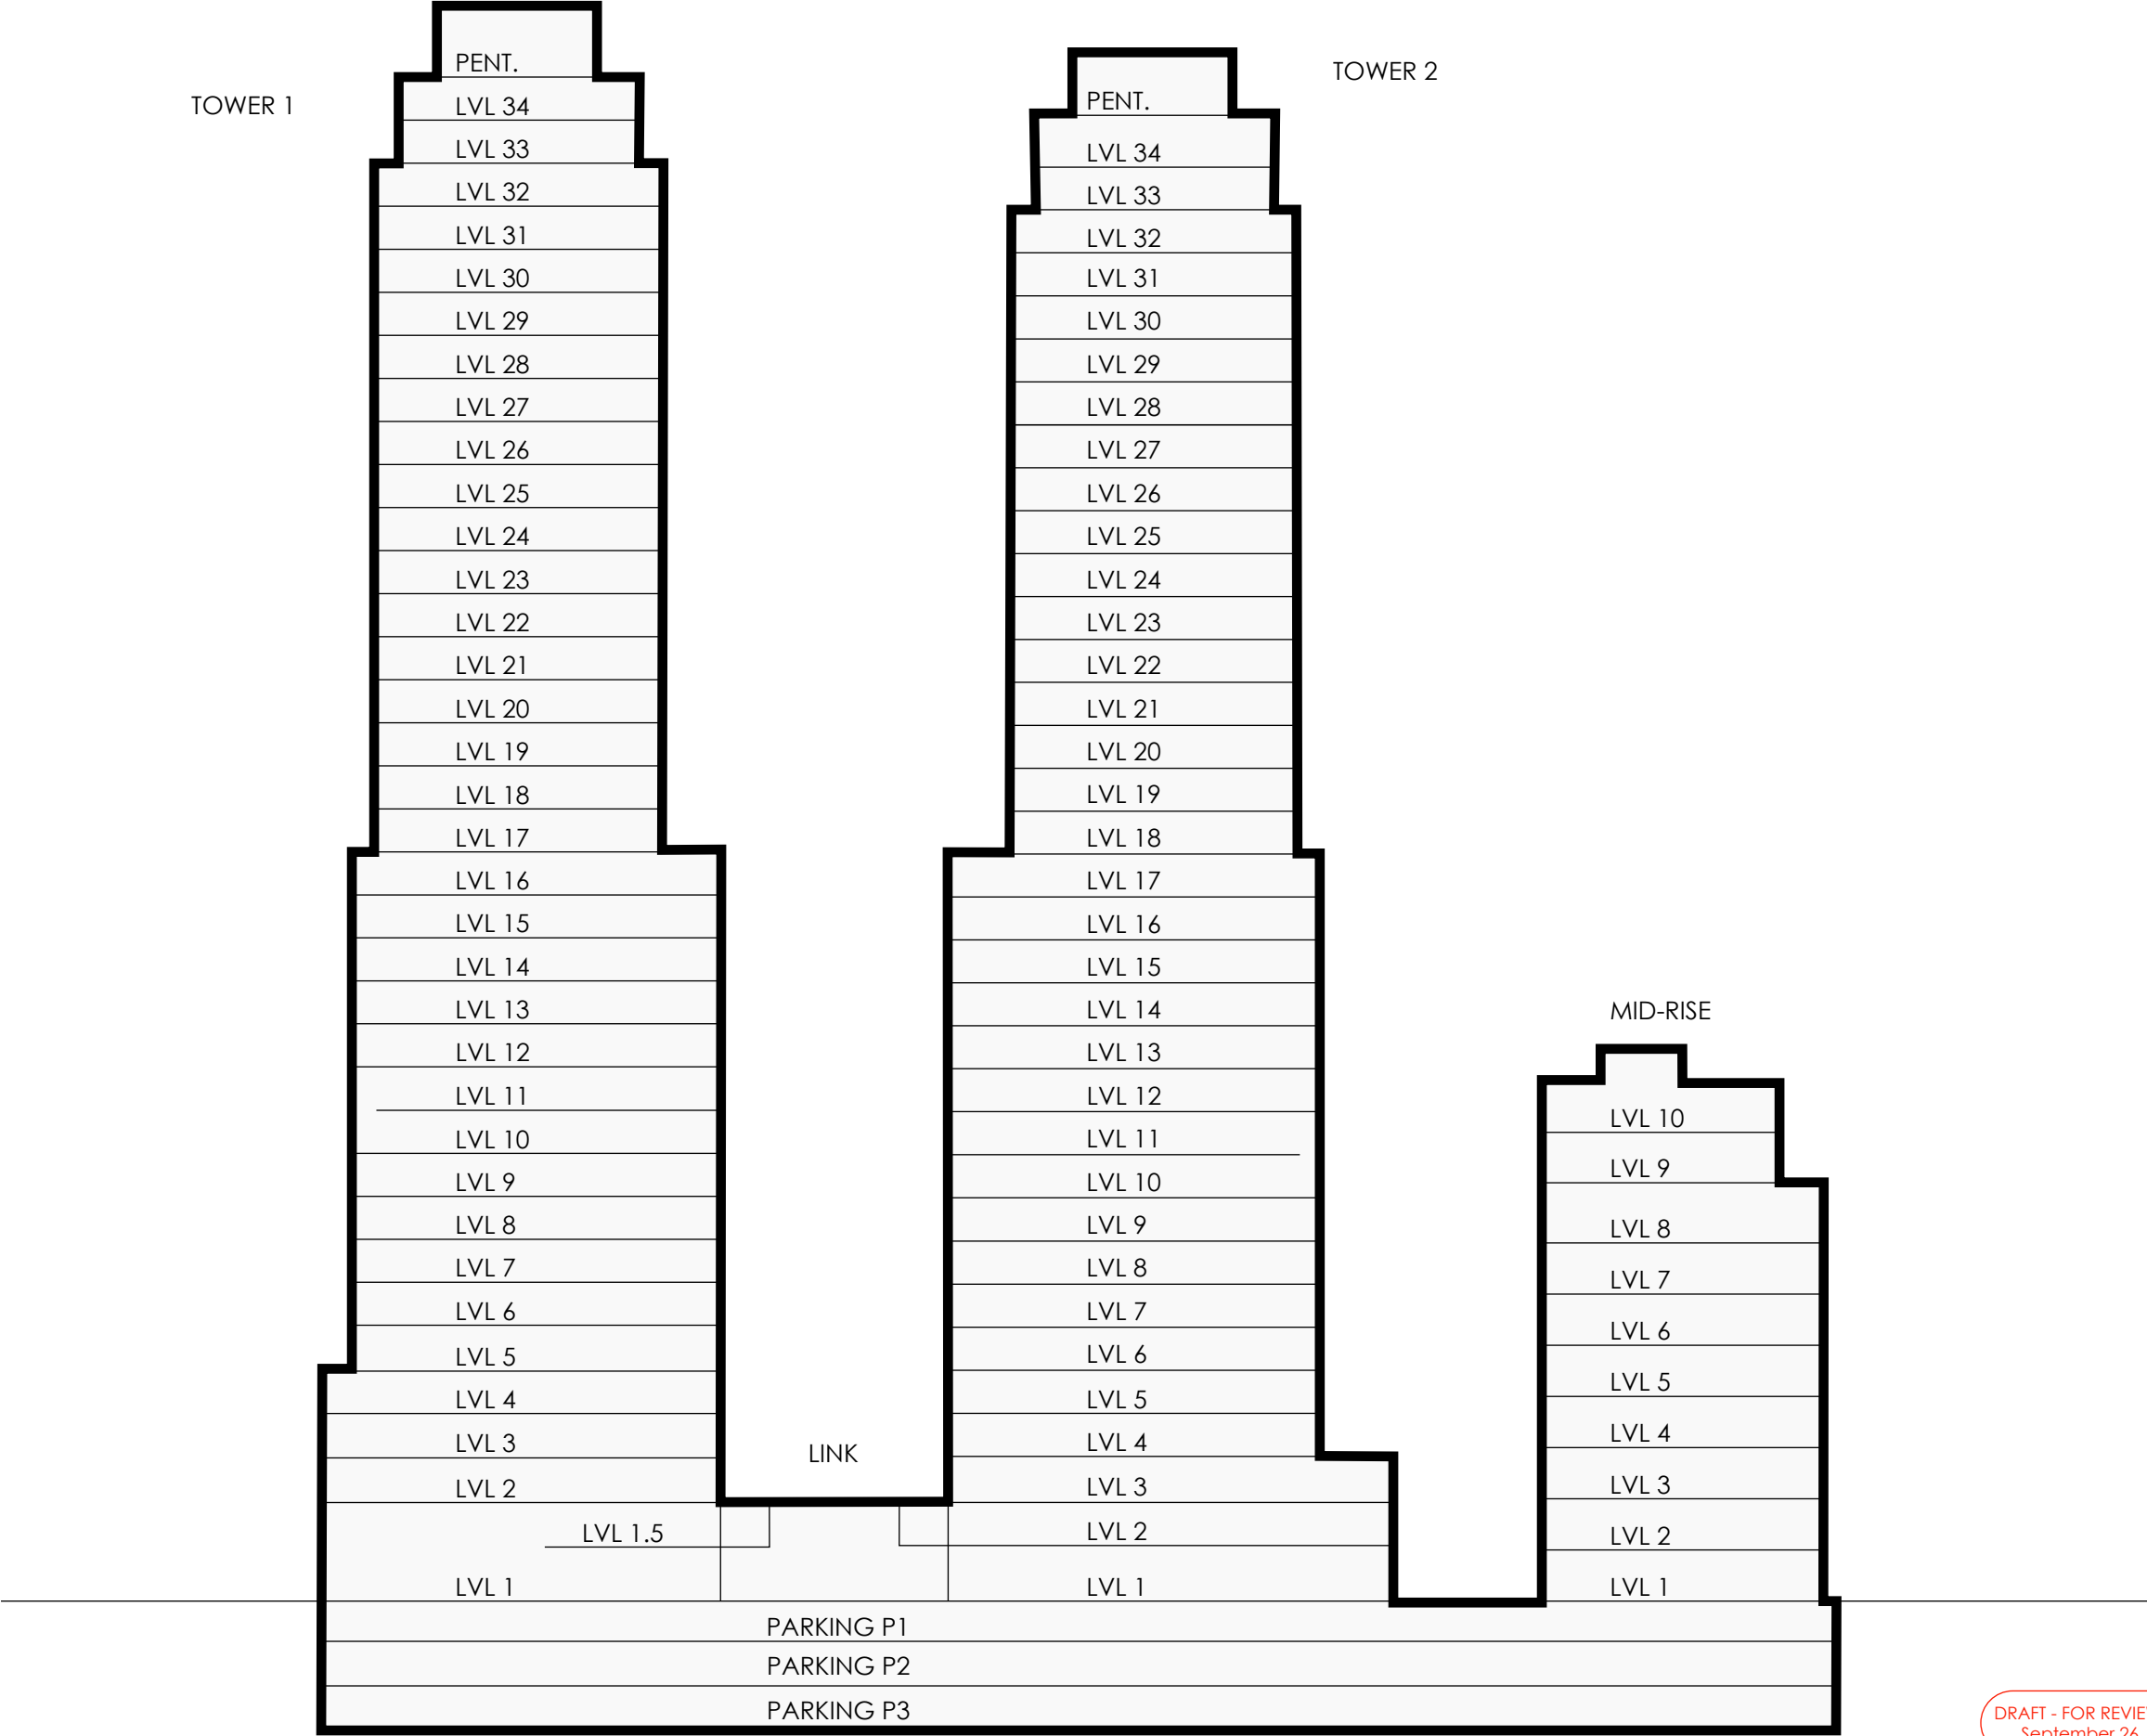 TOWER 1
PENT.
LVL 34
LVL 33
LVL 32
LVL 31
LVL 30
LVL 29
LVL 28
LVL 27
LVL 26
LVL 25
LVL 24
LVL 23
LVL 22
LVL 21
LVL 20
LVL 19
LVL 18
LVL 17
LVL 16
LVL 15
LVL 14
LVL 13
LVL 12
LVL 11
LVL 10
LVL 9
LVL 8
LVL 7
LVL 6
LVL 5
LVL 4
LVL 3
LVL 2
LVL 1.5
LVL 1
LINK
TOWER 2
PENT.
LVL 34
LVL 33
LVL 32
LVL 31
LVL 30
LVL 29
LVL 28
LVL 27
LVL 26
LVL 25
LVL 24
LVL 23
LVL 22
LVL 21
LVL 20
LVL 19
LVL 18
LVL 17
LVL 16
LVL 15
LVL 14
LVL 13
LVL 12
LVL 11
LVL 10
LVL 9
LVL 8
LVL 7
LVL 6
LVL 5
LVL 4
LVL 3
LVL 2
LVL 1
MID-RISE
LVL 10
LVL 9
LVL 8
LVL 7
LVL 6
LVL 5
LVL 4
LVL 3
LVL 2
LVL 1
PARKING P1
PARKING P2
PARKING P3
DRAFT - FOR
September 26